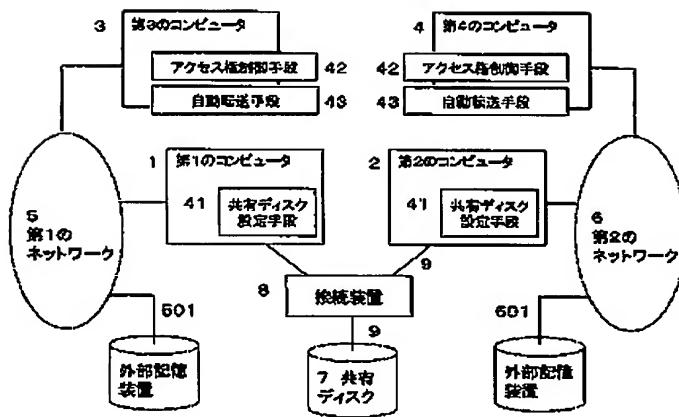 3
第3のコンピュータ
アクセス権制御手段
42
自動転送手段
43
4
第4のコンピュータ
42
アクセス権制御手段
43
自動転送手段
1
第1のコンピュータ
41
共有ディスク
設定手段
2
第2のコンピュータ
41
共有ディスク
設定手段
5
第1の
ネットワーク
6
第2の
ネットワーク
8
接続装置
9
9
501
外部記憶
装置
7 共有
ディスク
601
外部記憶
装置